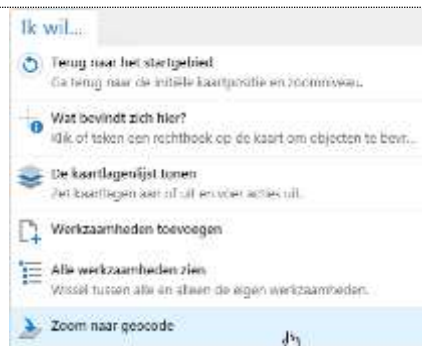 Ik wil...
Terug naar het startgebied
Ga terug naar de initiële kaartpositie en zoomniveau.
Wat bevindt zich hier?
Klik of teken een rechthoek op de kaart om objecten te bevr...
De kaartlagenlijst tonen
Zet kaartlagen aan of uit en voer acties uit.
Werkzaamheden toevoegen
Alle werkzaamheden zien
Wissel tussen alle en alleen de eigen werkzaamheden.
Zoom naar geocode